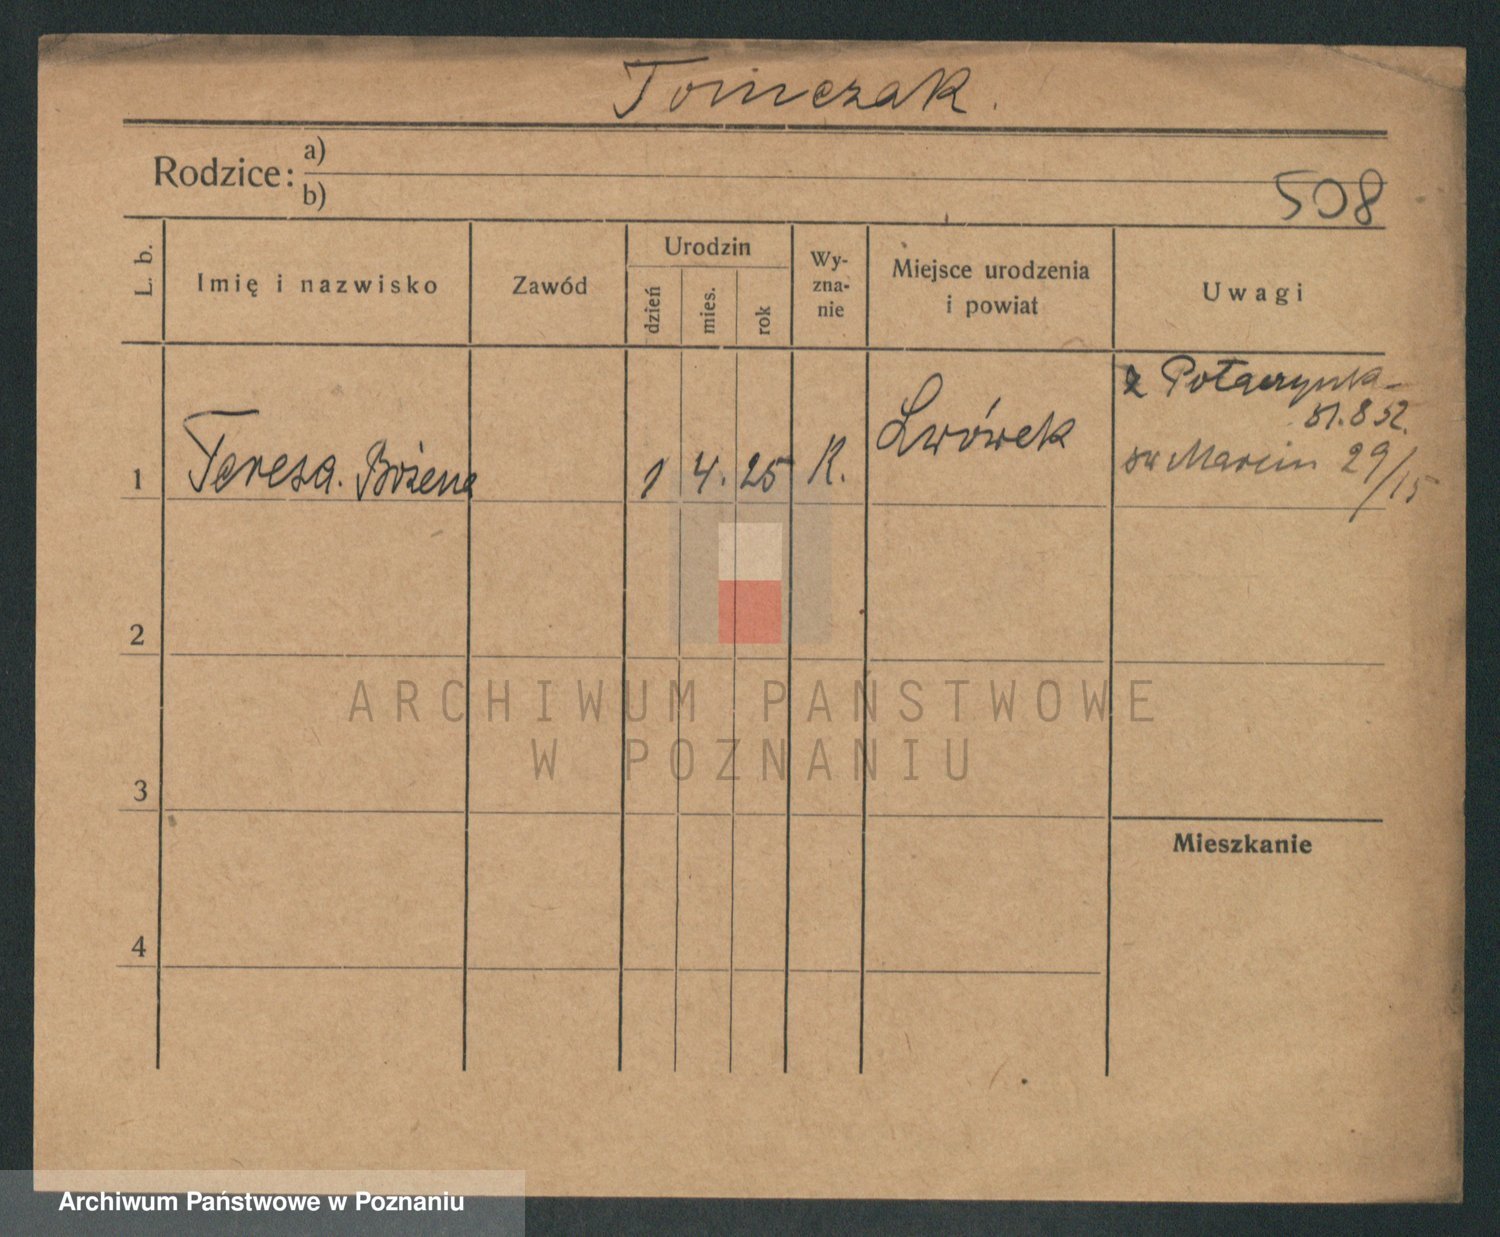 Tomczak.
Rodzice: a)
b)
508
L. b.
Imię i nazwisko
Zawód
Urodzin
dzień
mies.
rok
Wy-
zna-
nie
Miejsce urodzenia
i powiat
Uwagi
1 Teresa. Bożena 1 4. 25 R. Lwówek
z
31.8 52.
św Marcin 29/15
2
3
Mieszkanie
4
ARCHIWUM PAŃSTWOWE
W POZNANIU
Archiwum Państwowe w Poznaniu